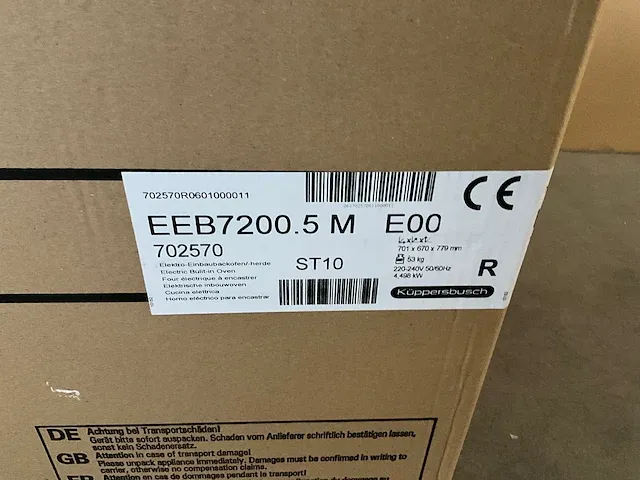 702570R0601000011
EEB7200.5 M E00
702570
701 x 670 x 779 mm
Elektro-Einbaubackofen/-herde
Electric Built-in Oven
Four électrique à encastrer
Elektrische inbouwoven
Cucina elettrica
Horno eléctrico para encastrar
ST10
53 kg
220-240V 50/60Hz
4,498 kW
R
Küppersbusch
CE
DE Achtung bei Transportschäden!
Gerät bitte sofort auspacken. Schaden vom Anlieferer schriftlich bestätigen lassen,
sonst kein Schadenersatz.
GB Attention in case of transport damage!
Please unpack appliance immediately. Damages must be confirmed in writing to
carrier, otherwise no compensation claims.
FR Attention en cas de dommages pendant le transport!